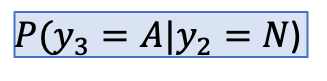 P(y₃ = A|y₂ = N)